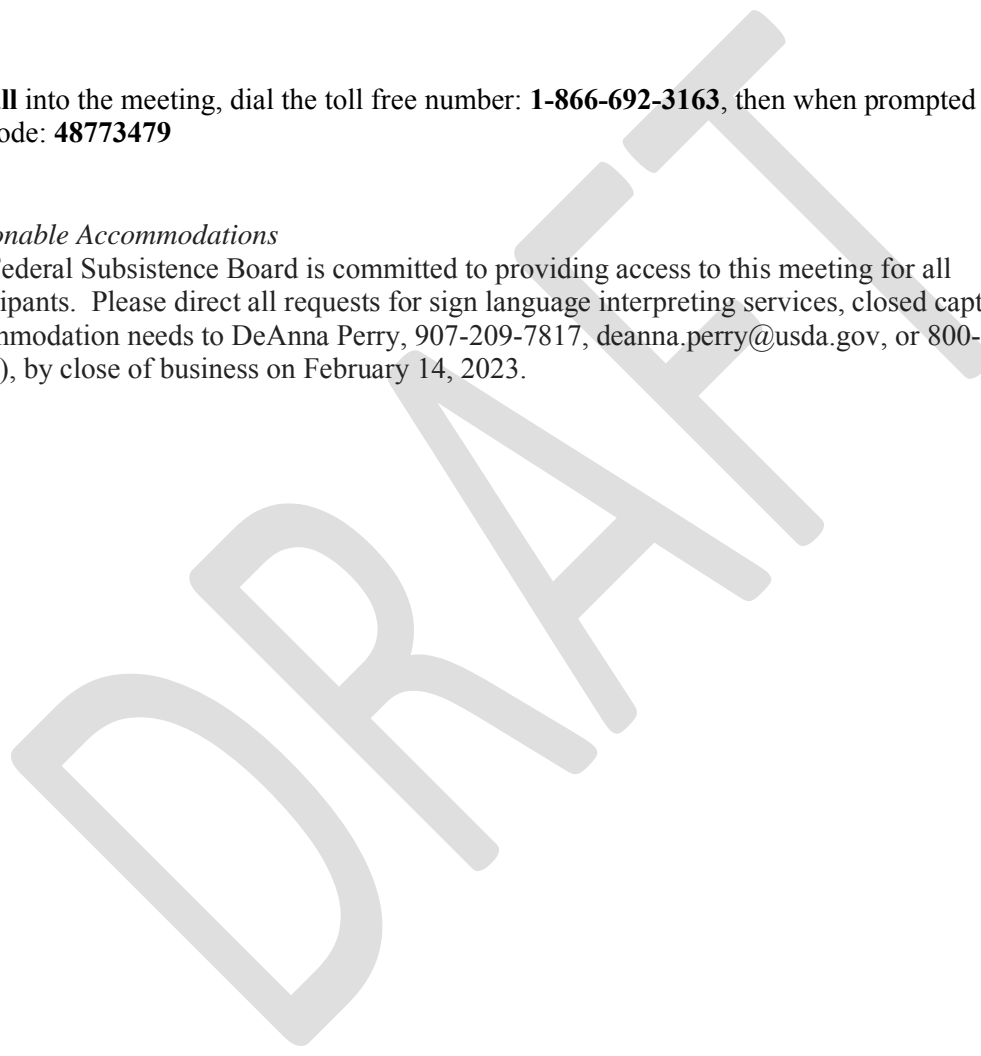 ll into the meeting, dial the toll free number: 1-866-692-3163, then when prompted
ode: 48773479
onable Accommodations
ederal Subsistence Board is committed to providing access to this meeting for all
ipants.  Please direct all requests for sign language interpreting services, closed capt
mmodation needs to DeAnna Perry, 907-209-7817, deanna.perry@usda.gov, or 800-
), by close of business on February 14, 2023.
DRAFT